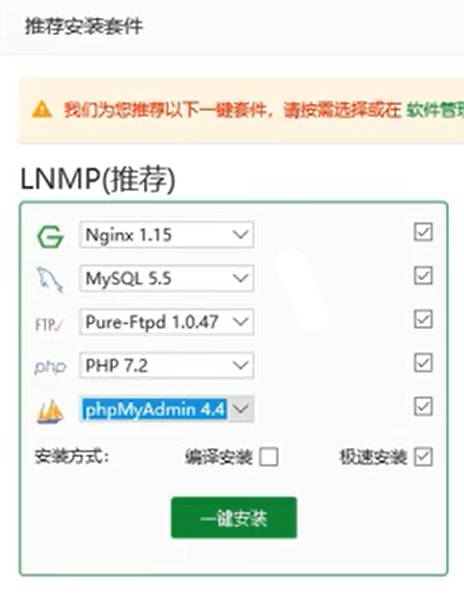 推荐安装套件
我们为您推荐以下一键套件，请按需选择或在 软件管理
LNMP(推荐)
Nginx 1.15
MySQL 5.5
FTP Pure-Ftpd 1.0.47
php PHP 7.2
phpMyAdmin 4.4
安装方式： 编译安装 极速安装
一键安装